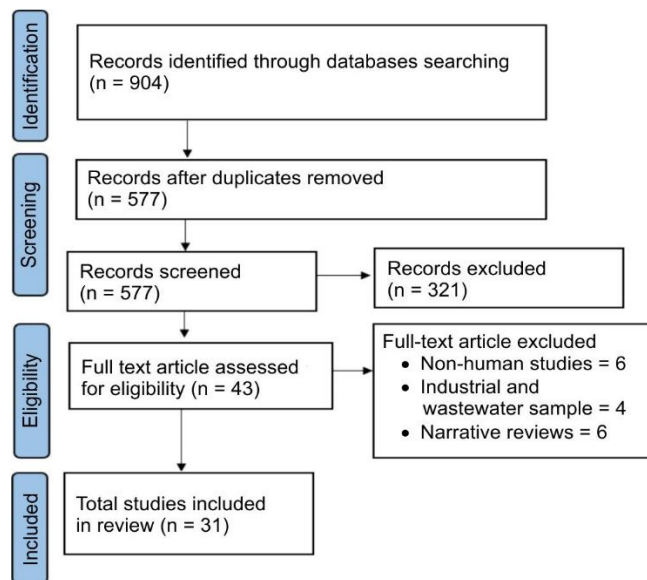 Identification
Records identified through databases searching
(n = 904)
Screening
Records after duplicates removed
(n = 577)
Records screened
(n = 577)
Records excluded
(n = 321)
Eligibility
Full text article assessed
for eligibility (n = 43)
Full-text article excluded
• Non-human studies = 6
• Industrial and
wastewater sample = 4
• Narrative reviews = 6
Included
Total studies included
in review (n = 31)